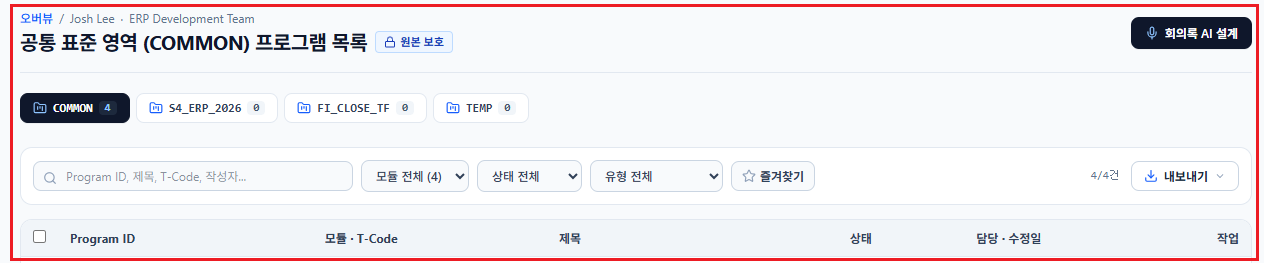 오버뷰 / Josh Lee · ERP Development Team
공통 표준 영역 (COMMON) 프로그램 목록 원본 보호
회의록 AI 설계
COMMON 4 S4_ERP_2026 0 FI_CLOSE_TF 0 TEMP 0
Program ID, 제목, T-Code, 작성자... 모듈 전체 (4) 상태 전체 유형 전체 즐겨찾기 4/4건 내보내기
Program ID 모듈 · T-Code 제목 상태 담당 · 수정일 작업